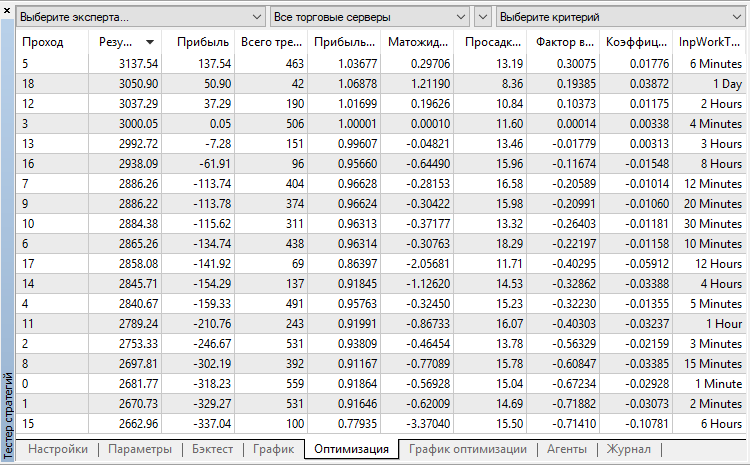 Выберите эксперта... Все торговые серверы Выберите критерий
Проход Резу... Прибыль Всего тре... Прибыль... Матожид... Просадк... Фактор в... Коэффиц... InpWorkT...
5 3137.54 137.54 463 1.03677 0.29706 13.19 0.30075 0.01776 6 Minutes
18 3050.90 50.90 42 1.06878 1.21190 8.36 0.19385 0.03872 1 Day
12 3037.29 37.29 190 1.01699 0.19626 10.84 0.10373 0.01175 2 Hours
3 3000.05 0.05 506 1.00001 0.00010 11.60 0.00014 0.00338 4 Minutes
13 2992.72 -7.28 151 0.99607 -0.04821 13.46 -0.01779 0.00313 3 Hours
16 2938.09 -61.91 96 0.95660 -0.64490 15.96 -0.11674 -0.01548 8 Hours
7 2886.26 -113.74 404 0.96628 -0.28153 16.58 -0.20589 -0.01014 12 Minutes
9 2886.22 -113.78 374 0.96624 -0.30422 15.98 -0.20991 -0.01060 20 Minutes
10 2884.38 -115.62 311 0.96313 -0.37177 13.32 -0.26403 -0.01181 30 Minutes
6 2865.26 -134.74 438 0.96314 -0.30763 18.29 -0.22197 -0.01158 10 Minutes
17 2858.08 -141.92 69 0.86397 -2.05681 11.71 -0.40295 -0.05912 12 Hours
14 2845.71 -154.29 137 0.91845 -1.12620 14.53 -0.32862 -0.03388 4 Hours
4 2840.67 -159.33 491 0.95763 -0.32450 15.23 -0.32230 -0.01355 5 Minutes
11 2789.24 -210.76 243 0.91991 -0.86733 16.07 -0.40303 -0.03237 1 Hour
2 2753.33 -246.67 531 0.93809 -0.46454 13.78 -0.56329 -0.02159 3 Minutes
8 2697.81 -302.19 392 0.91167 -0.77089 15.78 -0.60847 -0.03385 15 Minutes
0 2681.77 -318.23 559 0.91864 -0.56928 15.04 -0.67234 -0.02928 1 Minute
1 2670.73 -329.27 531 0.91646 -0.62009 14.69 -0.71882 -0.03073 2 Minutes
15 2662.96 -337.04 100 0.77935 -3.37040 15.50 -0.71410 -0.10781 6 Hours
Настройки Параметры Бэктест График Оптимизация График оптимизации Агенты Журнал
Тестер стратегий